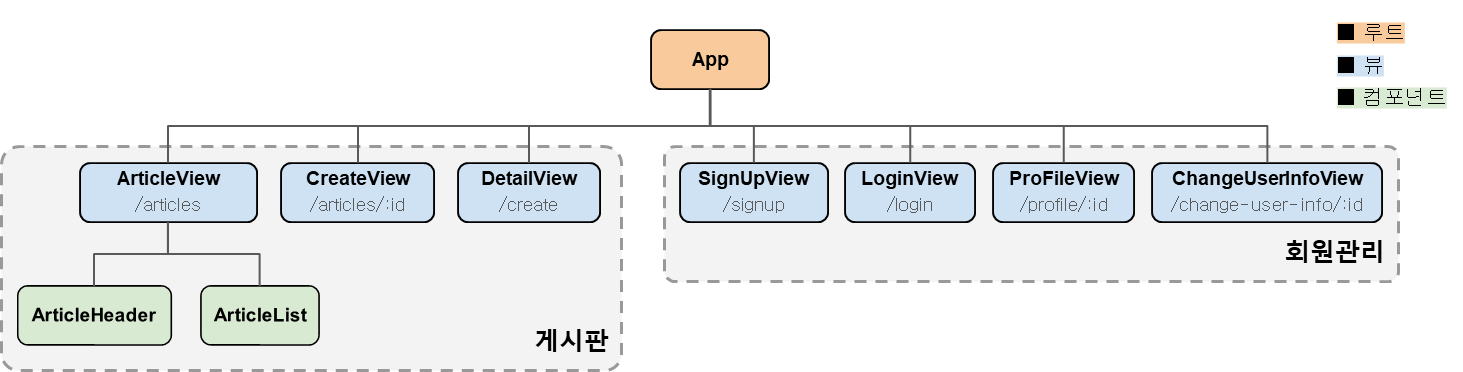 App
■ 루트
■ 뷰
■ 컴포넌트
ArticleView
/articles
CreateView
/articles/:id
DetailView
/create
ArticleHeader
ArticleList
게시판
SignUpView
/signup
LoginView
/login
ProFileView
/profile/:id
ChangeUserInfoView
/change-user-info/:id
회원관리